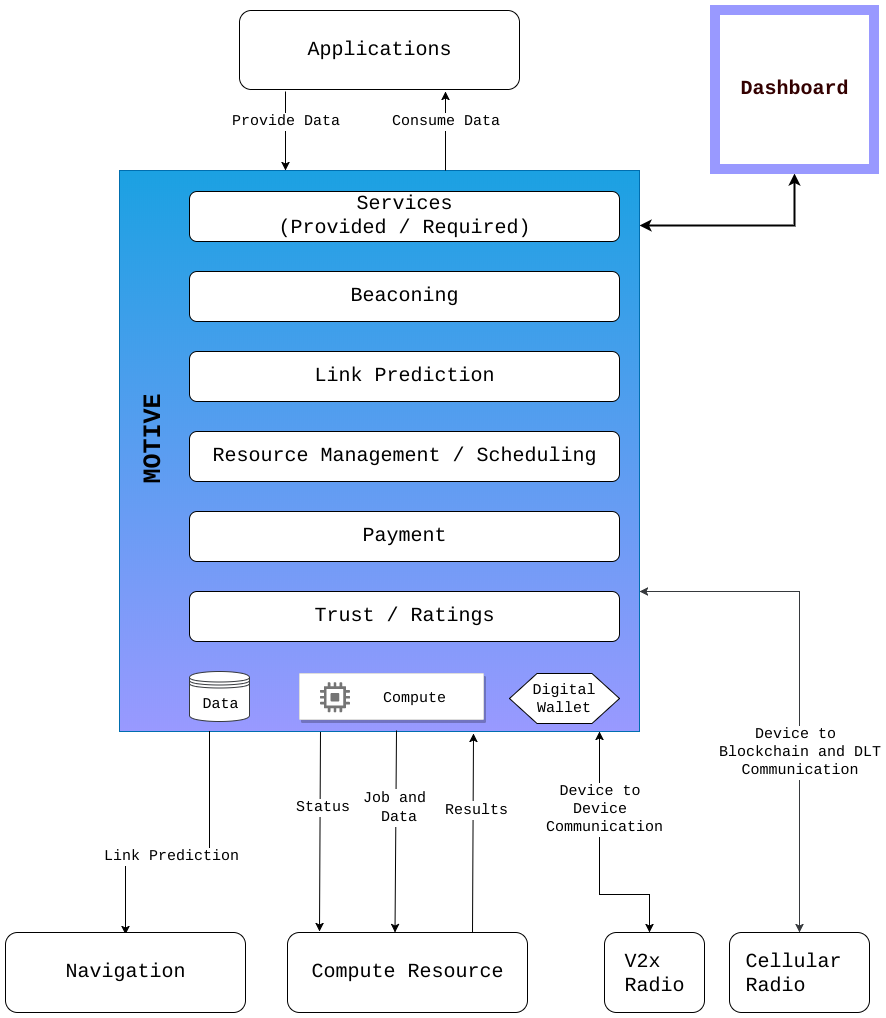 Applications
Dashboard
Provide Data
Consume Data
Services
(Provided / Required)
Beaconing
Link Prediction
MOTIVE
Resource Management / Scheduling
Payment
Trust / Ratings
Data
Compute
Digital
Wallet
Device to
Blockchain and DLT
Communication
Status
Job and
Data
Results
Device to
Device
Communication
Link Prediction
Navigation
Compute Resource
V2x
Radio
Cellular
Radio